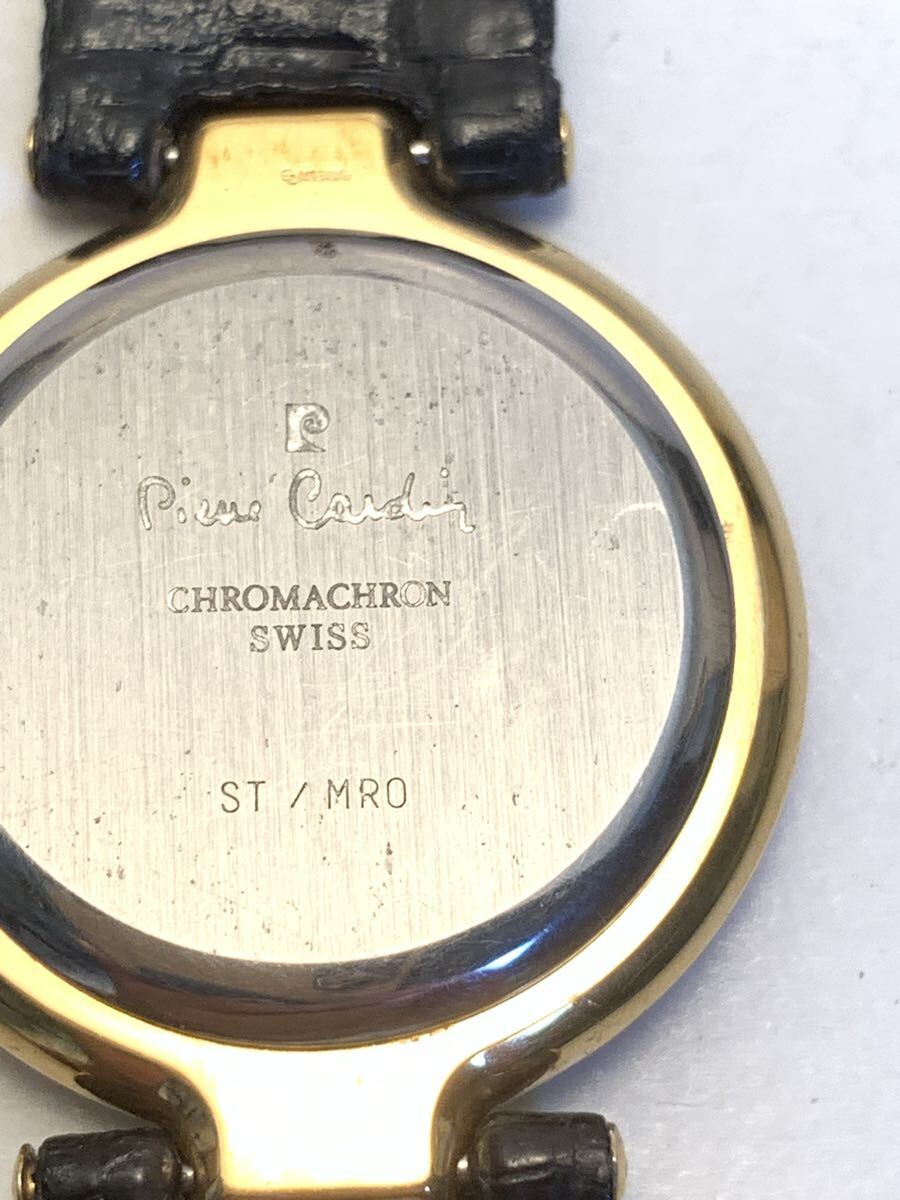 P
Pierre Cardin
CHROMACHRON
SWISS
ST / MRO